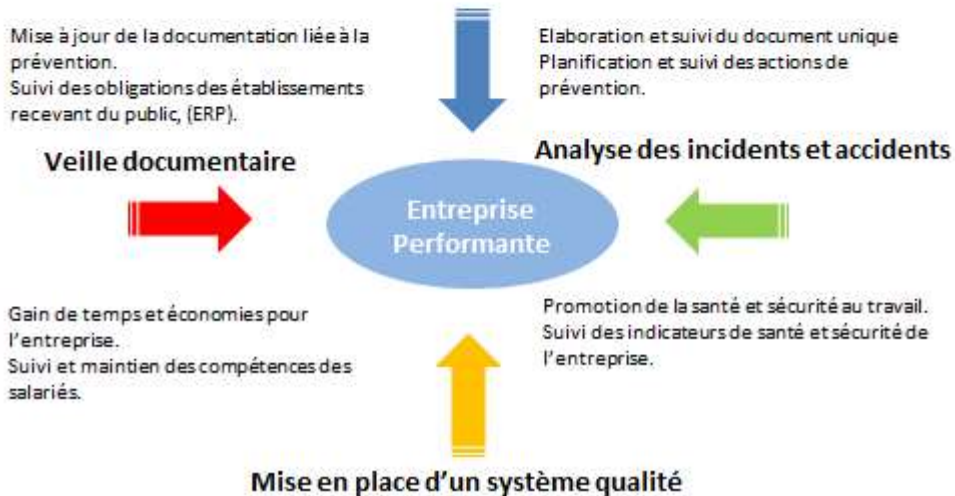 Mise à jour de la documentation liée à la
prévention.
Suivi des obligations des établissements
recevant du public, (ERP).
Elaboration et suivi du document unique
Planification et suivi des actions de
prévention.
Veille documentaire
Analyse des incidents et accidents
Entreprise
Performante
Gain de temps et économies pour
l'entreprise.
Suivi et maintien des compétences des
salariés.
Promotion de la santé et sécurité au travail.
Suivi des indicateurs de santé et sécurité de
l'entreprise.
Mise en place d'un système qualité